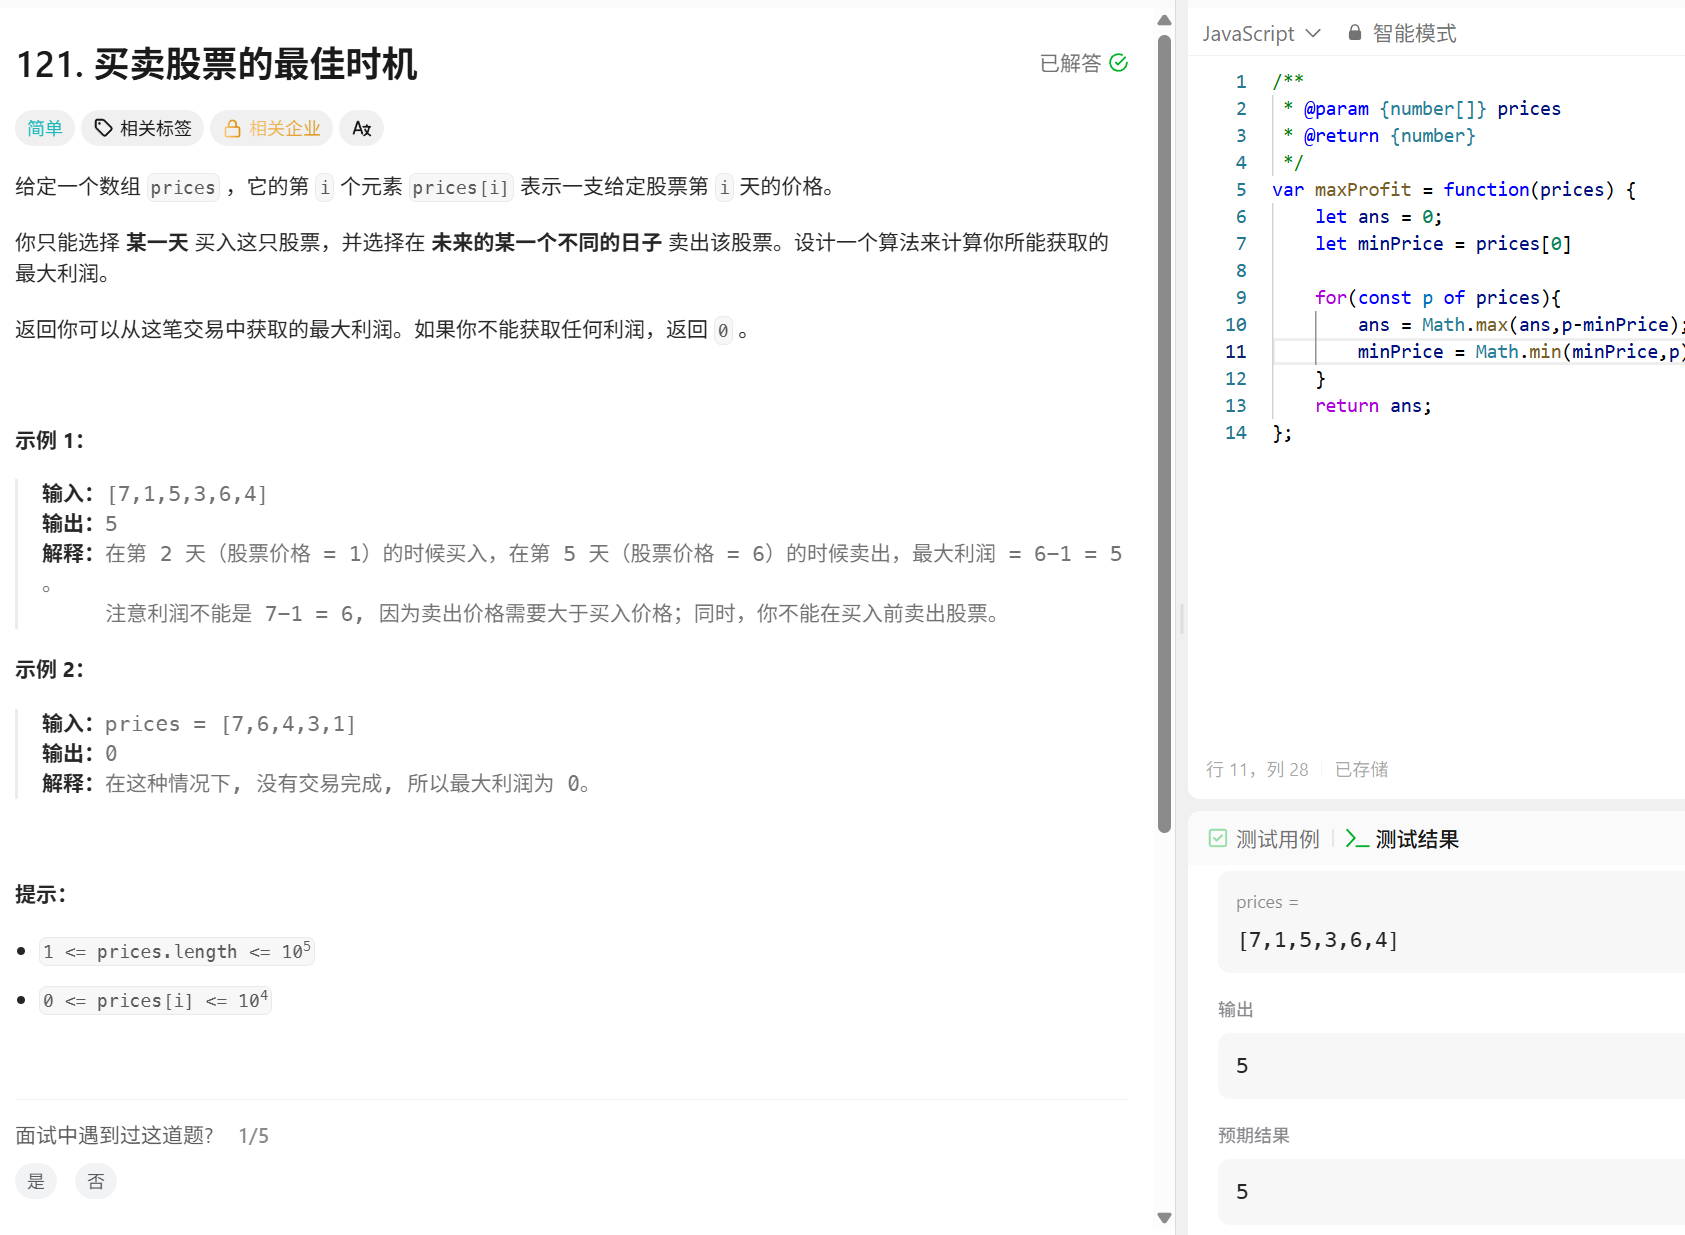 121. 买卖股票的最佳时机
已解答
简单
相关标签
相关企业
给定一个数组 prices ，它的第 i 个元素 prices[i] 表示一支给定股票第 i 天的价格。
你只能选择 某一天 买入这只股票，并选择在 未来的某一个不同的日子 卖出该股票。设计一个算法来计算你所能获取的
最大利润。
返回你可以从这笔交易中获取的最大利润。如果你不能获取任何利润，返回 0 。
示例 1：
输入：[7,1,5,3,6,4]
输出：5
解释：在第 2 天（股票价格 = 1）的时候买入，在第 5 天（股票价格 = 6）的时候卖出，最大利润 = 6-1 = 5
。
注意利润不能是 7-1 = 6, 因为卖出价格需要大于买入价格；同时，你不能在买入前卖出股票。
示例 2：
输入：prices = [7,6,4,3,1]
输出：0
解释：在这种情况下, 没有交易完成, 所以最大利润为 0。
提示：
1 <= prices.length <= 10⁵
0 <= prices[i] <= 10⁴
面试中遇到过这道题? 1/5
是 否
JavaScript 智能模式
1 /**
2 * @param {number[]} prices
3 * @return {number}
4 */
5 var maxProfit = function(prices) {
6 let ans = 0;
7 let minPrice = prices[0]
8
9 for(const p of prices){
10 ans = Math.max(ans,p-minPrice);
11 minPrice = Math.min(minPrice,p)
12 }
13 return ans;
14 };
行 11，列 28 已存储
测试用例 >_ 测试结果
prices =
[7,1,5,3,6,4]
输出
5
预期结果
5